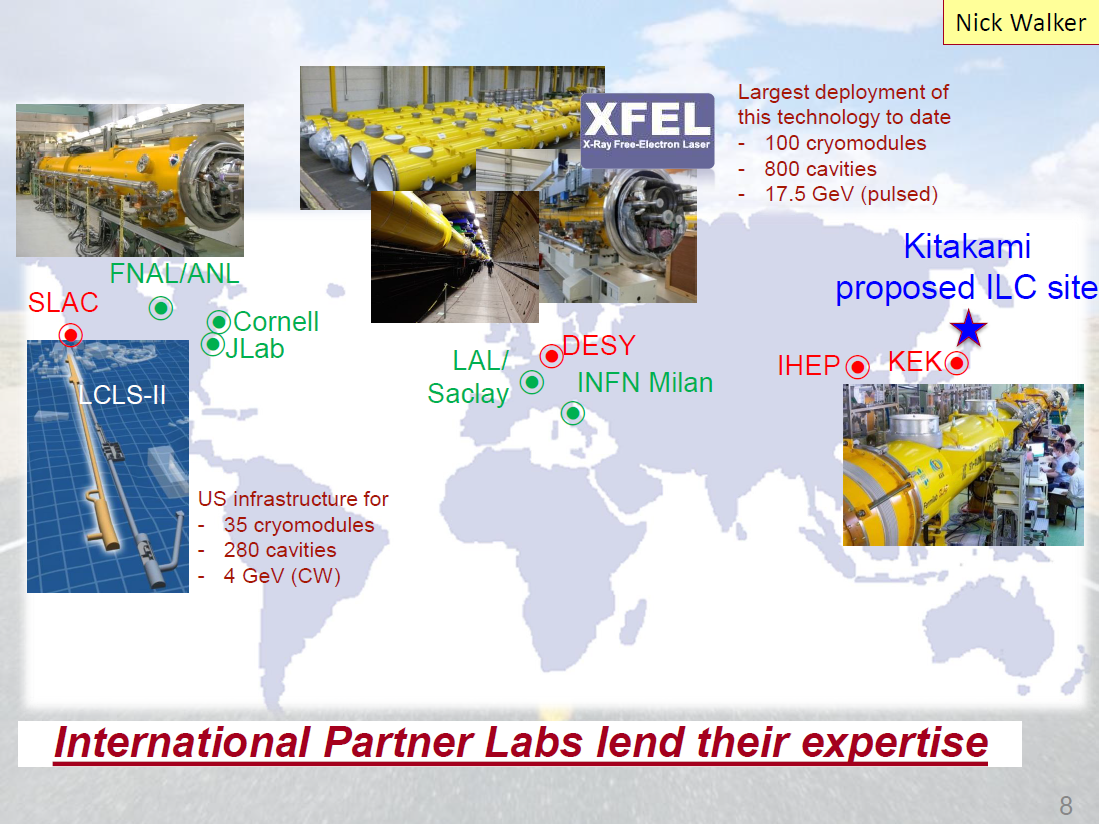 Nick Walker
XFEL
X-Ray Free-Electron Laser
Largest deployment of
this technology to date
- 100 cryomodules
- 800 cavities
- 17.5 GeV (pulsed)
Kitakami
proposed ILC site
FNAL/ANL
SLAC
Cornell
JLab
LCLS-II
LAL/
Saclay
DESY
INFN Milan
IHEP
KEK
US infrastructure for
- 35 cryomodules
- 280 cavities
- 4 GeV (CW)
International Partner Labs lend their expertise
8